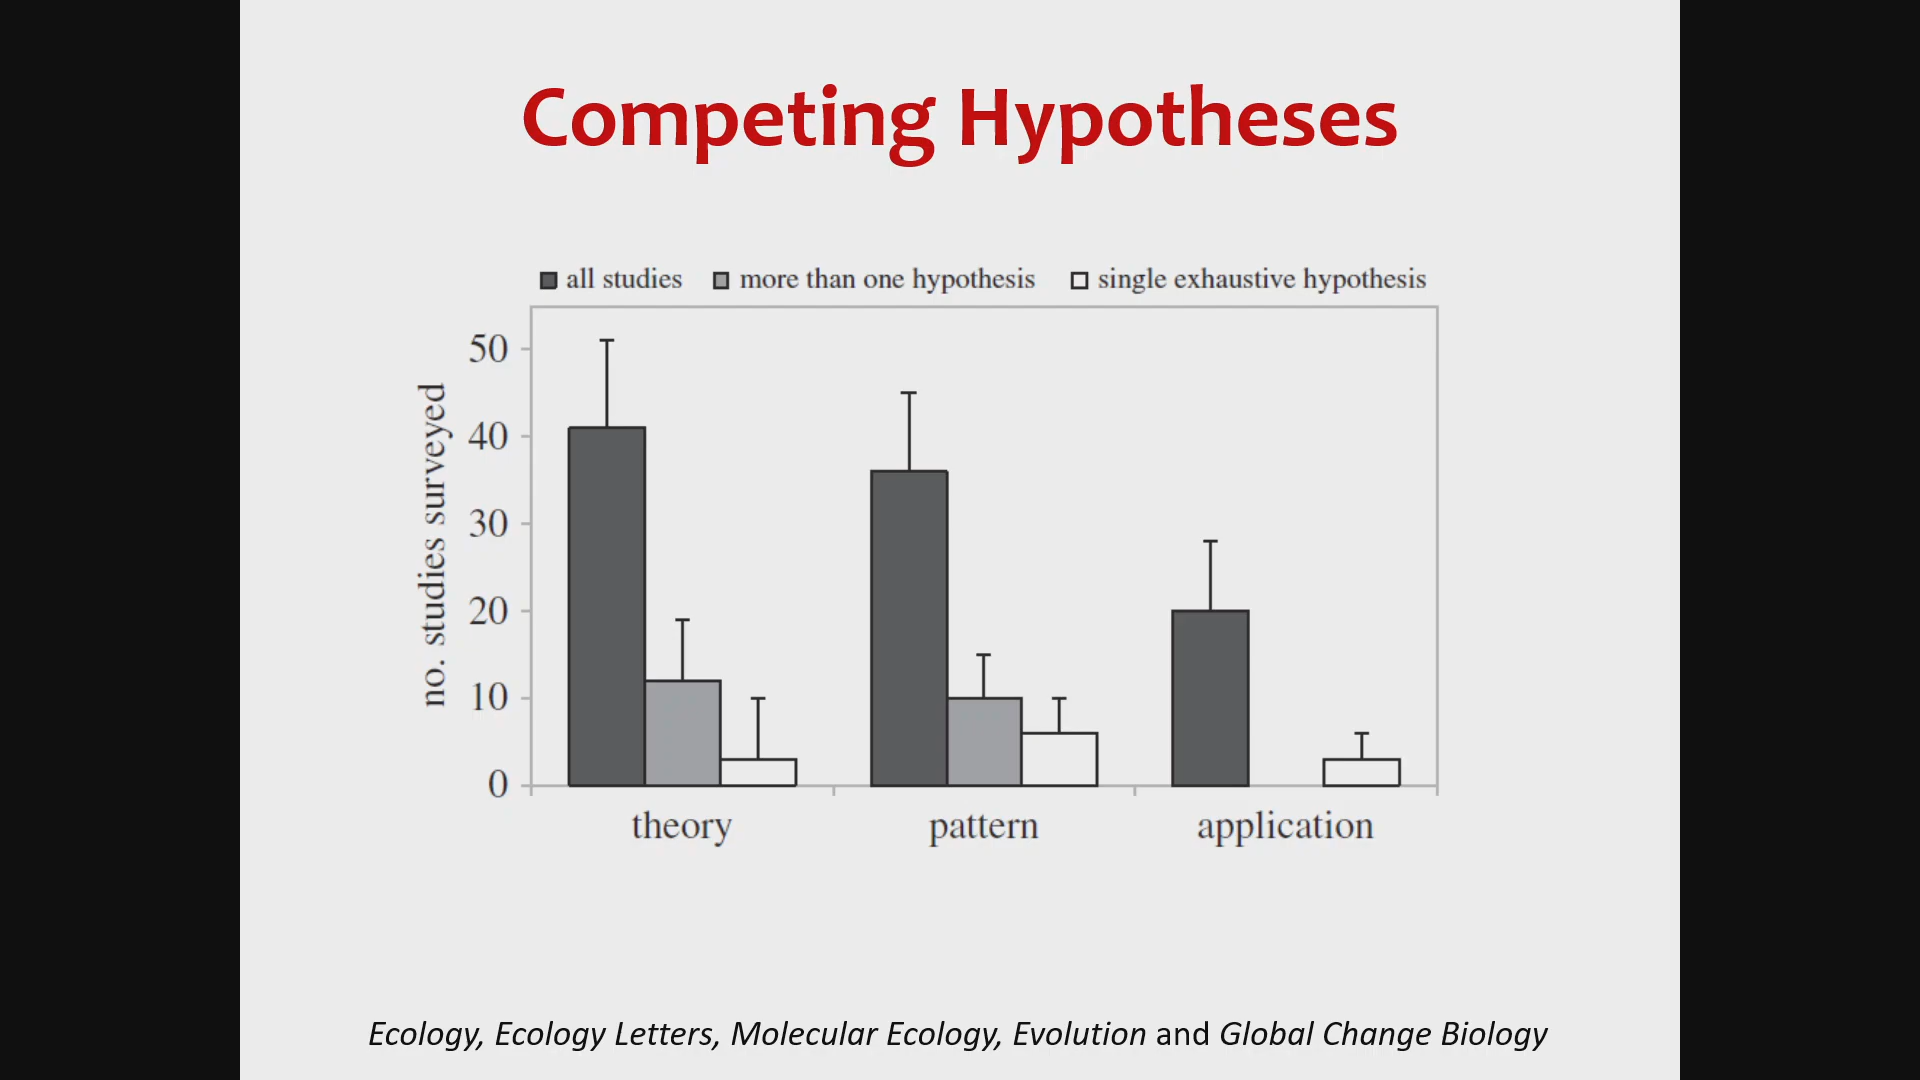 Competing Hypotheses
all studies more than one hypothesis single exhaustive hypothesis
no. studies surveyed
50
40
30
20
10
0
theory pattern application
Ecology, Ecology Letters, Molecular Ecology, Evolution and Global Change Biology